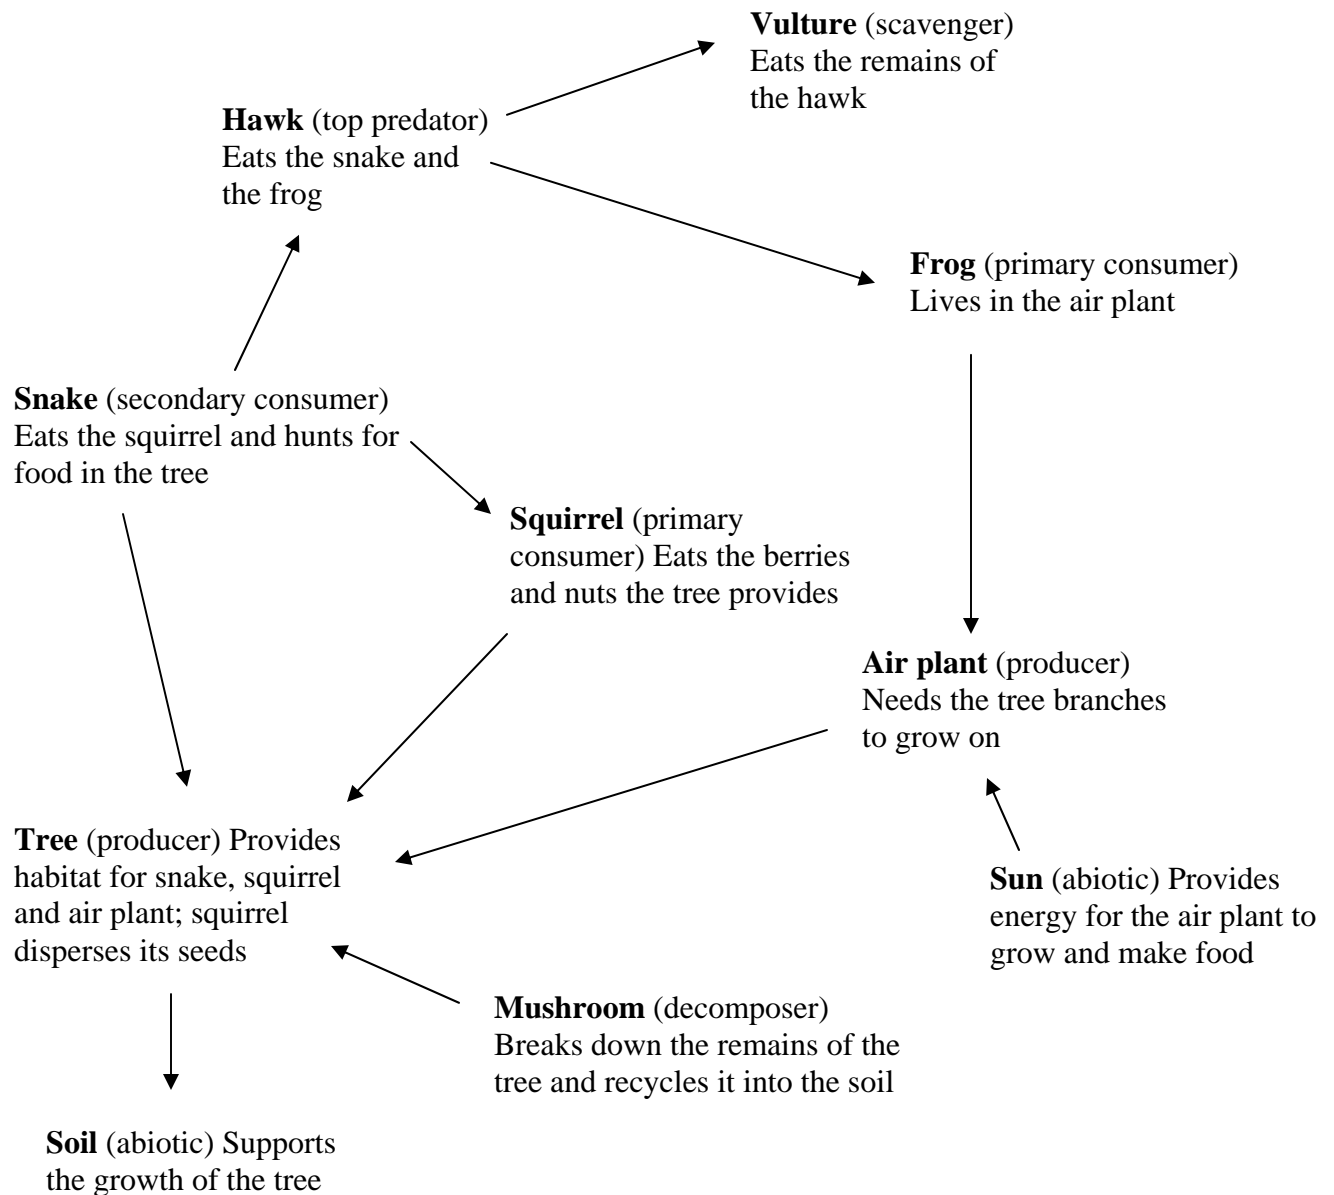 Vulture (scavenger)
Eats the remains of
the hawk
Hawk (top predator)
Eats the snake and
the frog
Frog (primary consumer)
Lives in the air plant
Snake (secondary consumer)
Eats the squirrel and hunts for
food in the tree
Squirrel (primary
consumer) Eats the berries
and nuts the tree provides
Air plant (producer)
Needs the tree branches
to grow on
Tree (producer) Provides
habitat for snake, squirrel
and air plant; squirrel
disperses its seeds
Sun (abiotic) Provides
energy for the air plant to
grow and make food
Mushroom (decomposer)
Breaks down the remains of the
tree and recycles it into the soil
Soil (abiotic) Supports
the growth of the tree